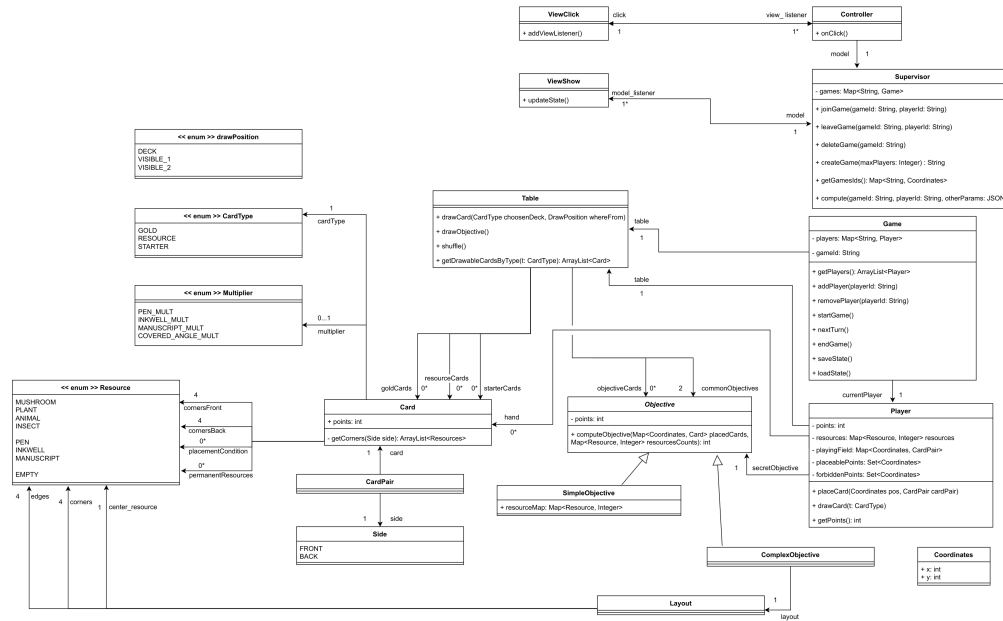 ViewClick
+ addViewListener()
click
1
view_ listener
1*
Controller
+ onClick()
model
1
ViewShow
+ updateState()
model_listener
1*
model
1
Supervisor
- games: Map<String, Game>
+ joinGame(gameId: String, playerId: String)
+ leaveGame(gameId: String, playerId: String)
+ deleteGame(gameId: String)
+ createGame(maxPlayers: Integer) : String
+ getGamesIds(): Map<String, Coordinates>
+ compute(gameId: String, playerId: String, otherParams: JSON
<< enum >> drawPosition
DECK
VISIBLE_1
VISIBLE_2
<< enum >> CardType
GOLD
RESOURCE
STARTER
1
cardType
<< enum >> Multiplier
PEN_MULT
INKWELL_MULT
MANUSCRIPT_MULT
COVERED_ANGLE_MULT
0...1
multiplier
Table
+ drawCard(CardType choosenDeck, DrawPosition whereFrom)
+ drawObjective()
+ shuffle()
+ getDrawableCardsByType(t: CardType): ArrayList<Card>
table
1
table
1
Game
- players: Map<String, Player>
- gameId: String
+ getPlayers(): ArrayList<Player>
+ addPlayer(playerId: String)
+ removePlayer(playerId: String)
+ startGame()
+ nextTurn()
+ endGame()
+ saveState()
+ loadState()
currentPlayer
1
<< enum >> Resource
MUSHROOM
PLANT
ANIMAL
INSECT
PEN
INKWELL
MANUSCRIPT
EMPTY
4
cornersFront
4
cornersBack
0*
placementCondition
0*
permanentResources
4
edges
4
corners
1
center_resource
goldCards
0*
resourceCards
0*
0*
starterCards
Card
+ points: int
- getCorners(Side side): ArrayList<Resources>
hand
0*
1
card
CardPair
1
side
Side
FRONT
BACK
objectiveCards
0*
2
commonObjectives
Objective
- points: int
+ computeObjective(Map<Coordinates, Card> placedCards,
Map<Resource, Integer> resourcesCounts): int
1
secretObjective
SimpleObjective
+ resourceMap: Map<Resource, Integer>
Player
- points: int
- resources: Map<Resource, Integer> resources
- playingField: Map<Coordinates, CardPair>
- placeablePoints: Set<Coordinates>
- forbiddenPoints: Set<Coordinates>
+ placeCard(Coordinates pos, CardPair cardPair)
+ drawCard(t: CardType)
+ getPoints(): int
ComplexObjective
Coordinates
+ x: int
+ y: int
Layout
1
layout